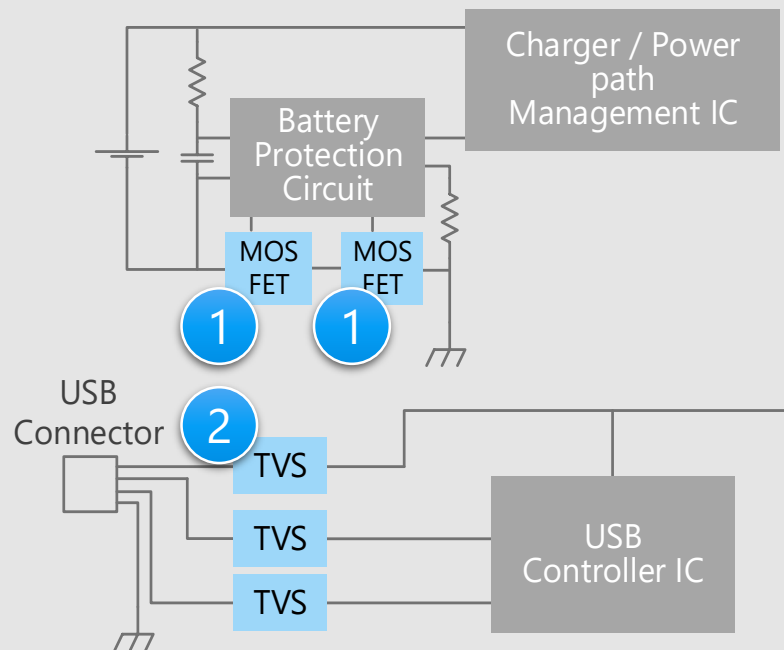 Charger / Power
path
Management IC
Battery
Protection
Circuit
MOS
FET
MOS
FET
1
1
USB
Connector
2
TVS
TVS
TVS
USB
Controller IC